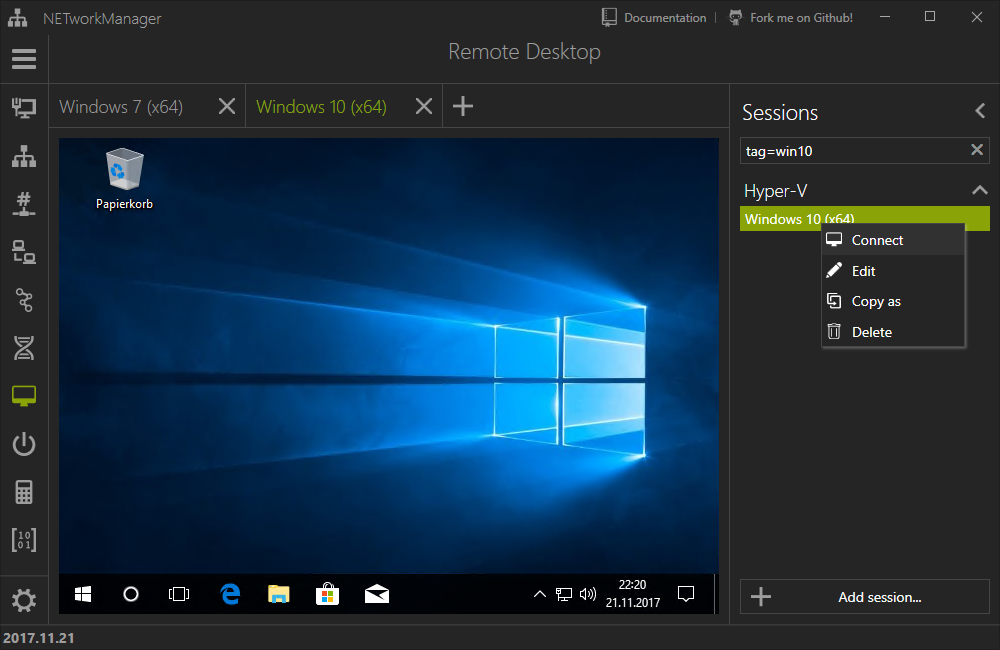 NETworkManager
Documentation
Fork me on Github!
Remote Desktop
Windows 7 (x64)
Windows 10 (x64)
Papierkorb
22:20
21.11.2017
Sessions
tag=win10
Hyper-V
Windows 10 (x64)
Connect
Edit
Copy as
Delete
Add session...
2017.11.21